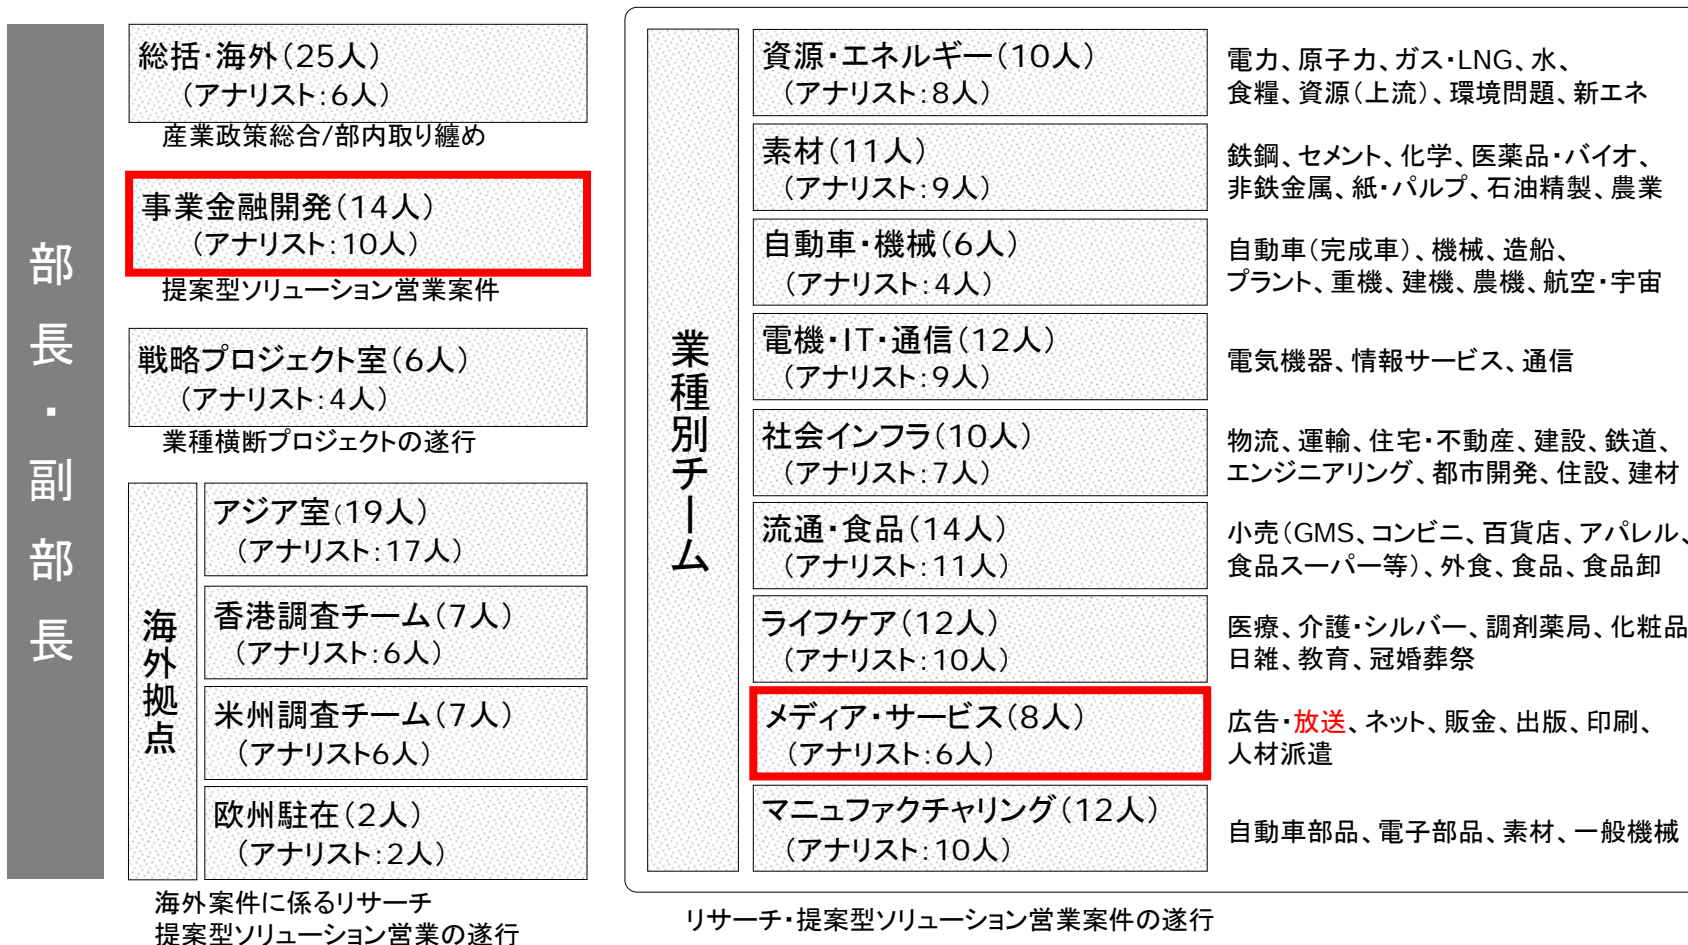 部長・副部長
総括・海外(25人)
(アナリスト:6人)
産業政策総合/部内取り纏め
事業金融開発(14人)
(アナリスト:10人)
提案型ソリューション営業案件
戦略プロジェクト室(6人)
(アナリスト:4人)
業種横断プロジェクトの遂行
海外拠点
アジア室(19人)
(アナリスト:17人)
香港調査チーム(7人)
(アナリスト:6人)
米州調査チーム(7人)
(アナリスト6人)
欧州駐在(2人)
(アナリスト:2人)
海外案件に係るリサーチ
提案型ソリューション営業の遂行
業種別チーム
資源・エネルギー(10人)
(アナリスト:8人)
電力、原子力、ガス・LNG、水、
食糧、資源(上流)、環境問題、新エネ
素材(11人)
(アナリスト:9人)
鉄鋼、セメント、化学、医薬品・バイオ、
非鉄金属、紙・パルプ、石油精製、農業
自動車・機械(6人)
(アナリスト:4人)
自動車(完成車)、機械、造船、
プラント、重機、建機、農機、航空・宇宙
電機・IT・通信(12人)
(アナリスト:9人)
電気機器、情報サービス、通信
社会インフラ(10人)
(アナリスト:7人)
物流、運輸、住宅・不動産、建設、鉄道、
エンジニアリング、都市開発、住設、建材
流通・食品(14人)
(アナリスト:11人)
小売(GMS、コンビニ、百貨店、アパレル、
食品スーパー等)、外食、食品、食品卸
ライフケア(12人)
(アナリスト:10人)
医療、介護・シルバー、調剤薬局、化粧品
日雑、教育、冠婚葬祭
メディア・サービス(8人)
(アナリスト:6人)
広告・放送、ネット、販金、出版、印刷、
人材派遣
マニュファクチャリング(12人)
(アナリスト:10人)
自動車部品、電子部品、素材、一般機械
リサーチ・提案型ソリューション営業案件の遂行